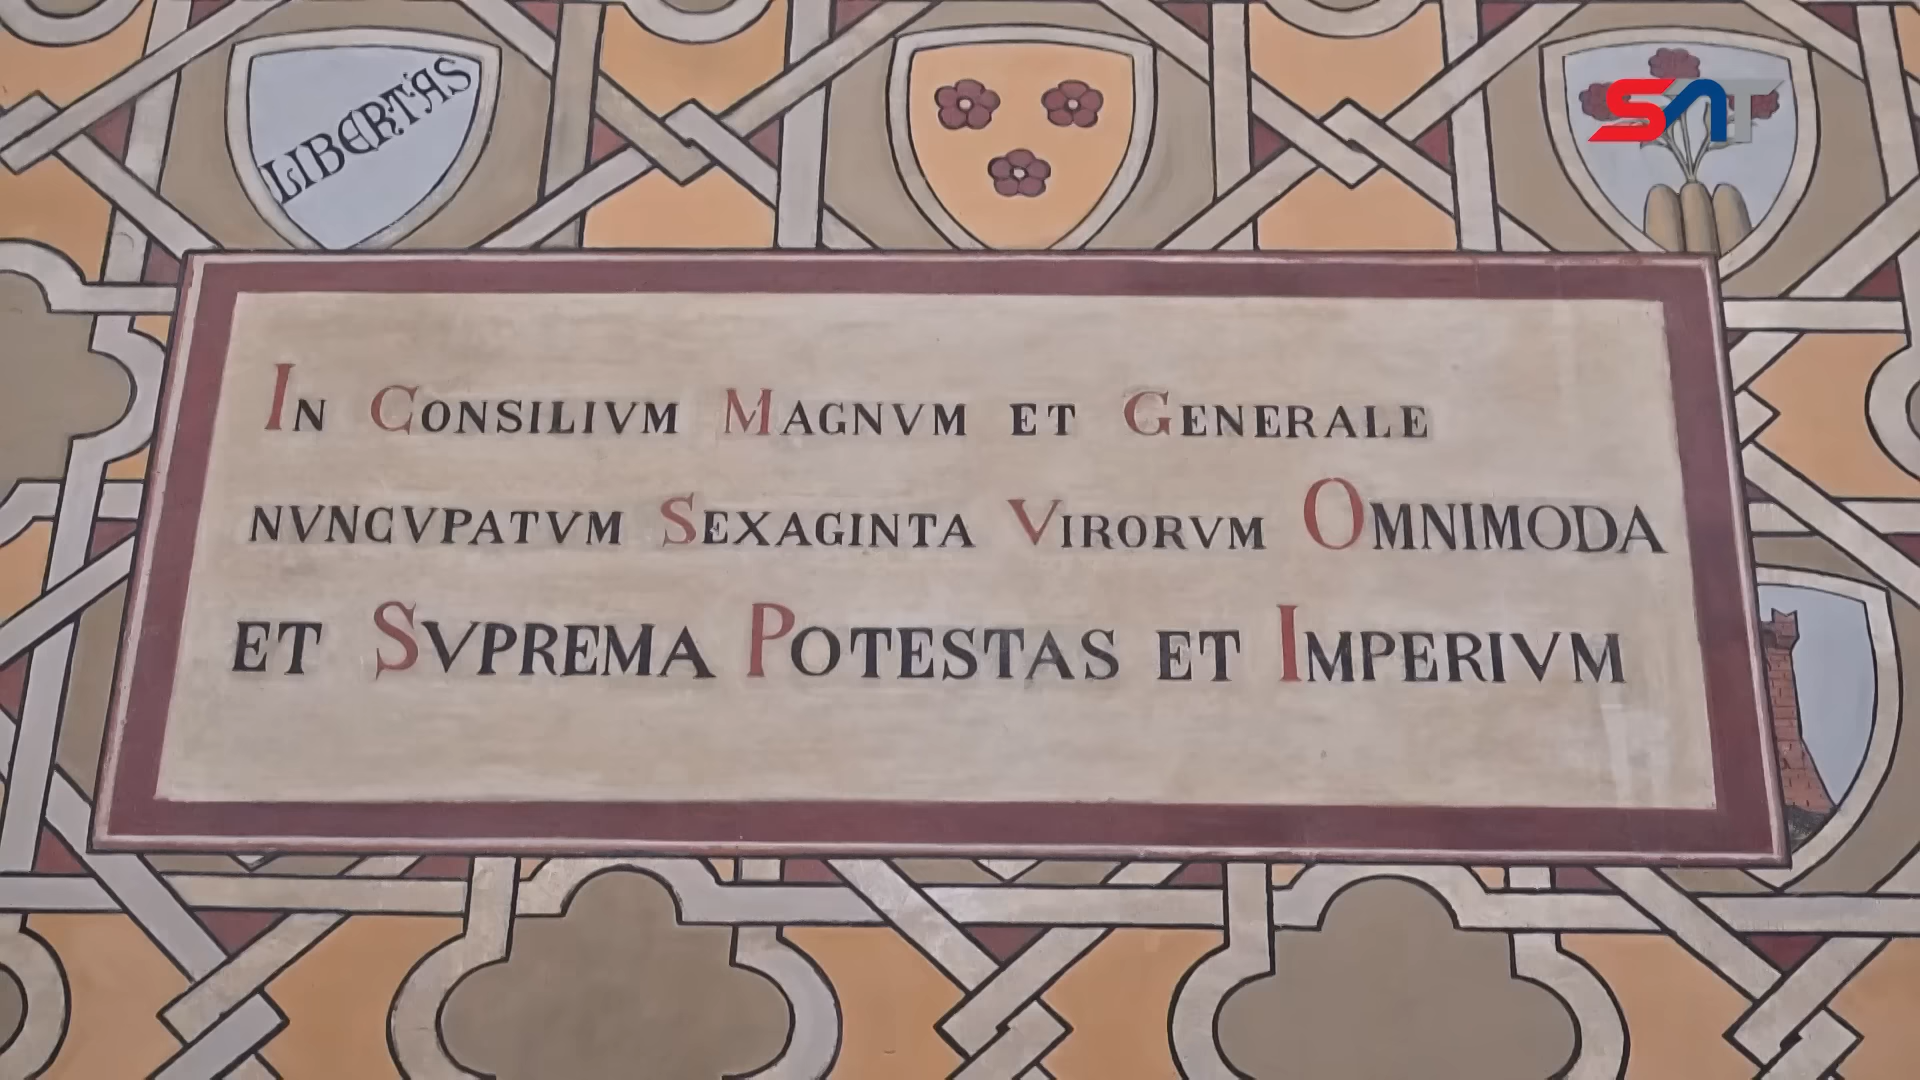 LIBERTAS
SAT
IN CONSILIVM MAGNVM ET GENERALE
NVNCVPATVM SEXAGINTA VIRORVM OMNIMODA
ET SVPREMA POTESTAS ET IMPERIVM